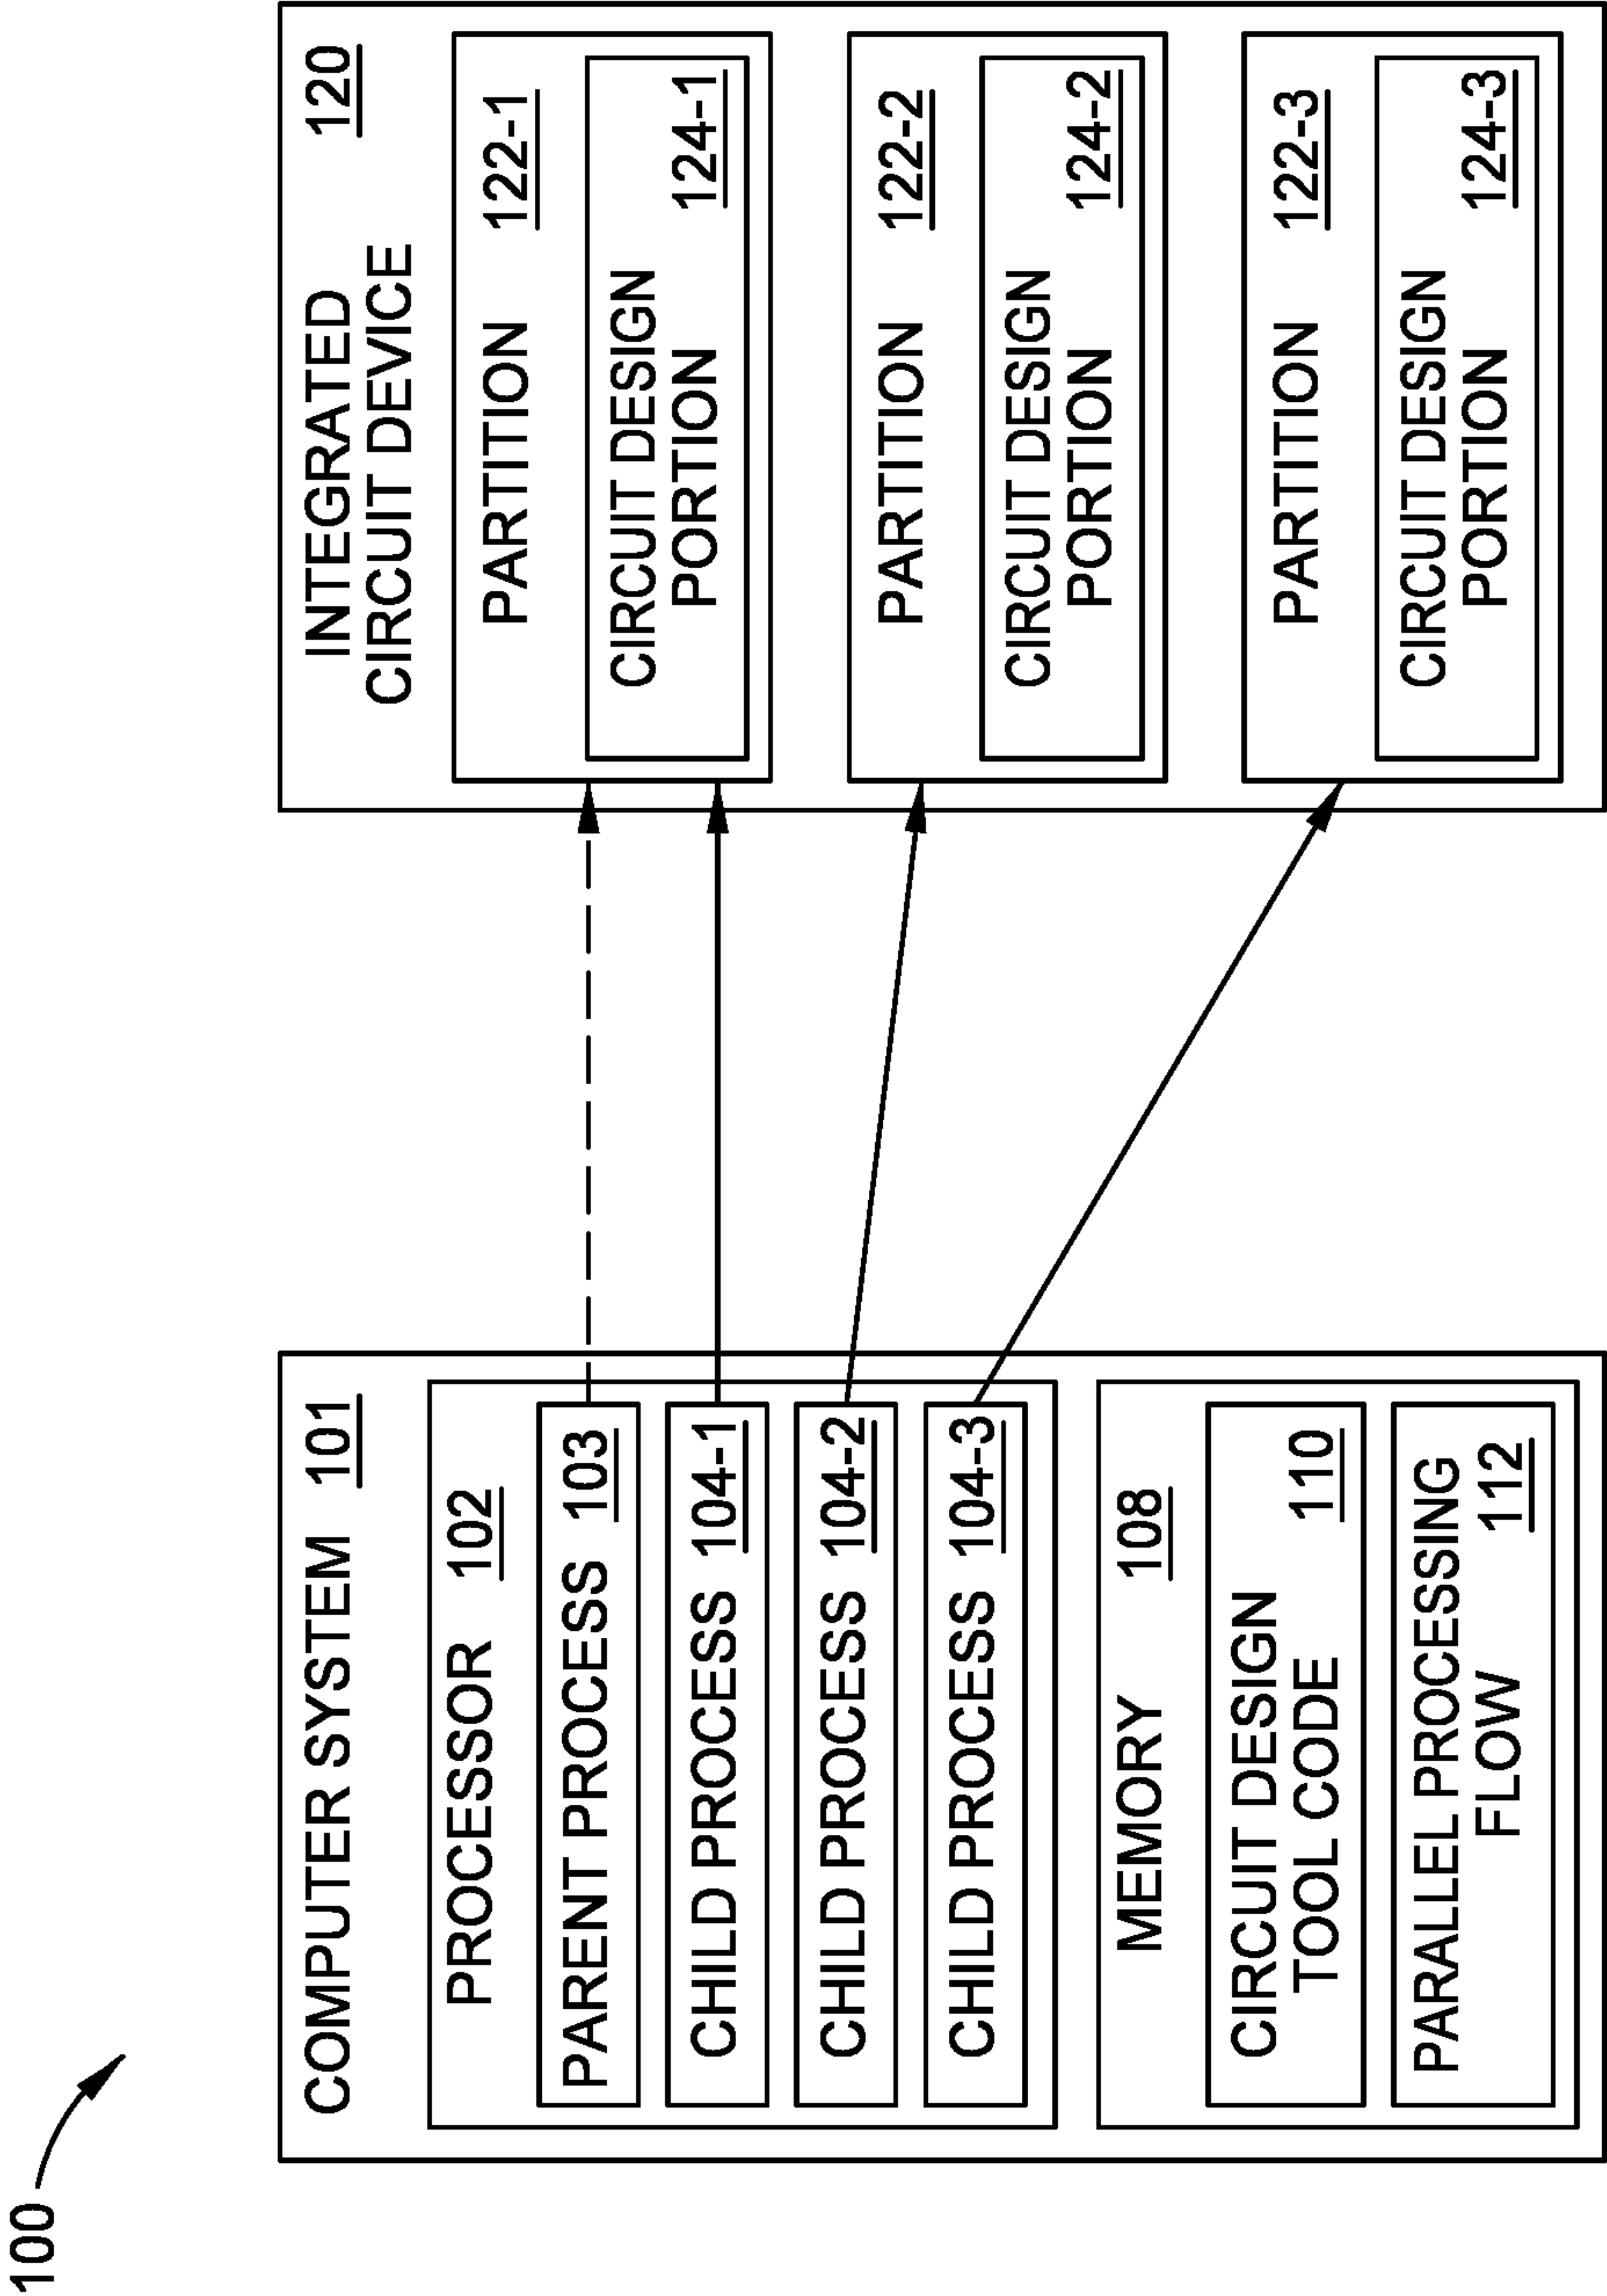 100
COMPUTER SYSTEM 101
PROCESSOR 102
PARENT PROCESS 103
CHILD PROCESS 104-1
CHILD PROCESS 104-2
CHILD PROCESS 104-3
MEMORY 108
CIRCUIT DESIGN
TOOL CODE 110
PARALLEL PROCESSING
FLOW 112
INTEGRATED 120
CIRCUIT DEVICE
PARTITION 122-1
CIRCUIT DESIGN
PORTION 124-1
PARTITION 122-2
CIRCUIT DESIGN
PORTION 124-2
PARTITION 122-3
CIRCUIT DESIGN
PORTION 124-3